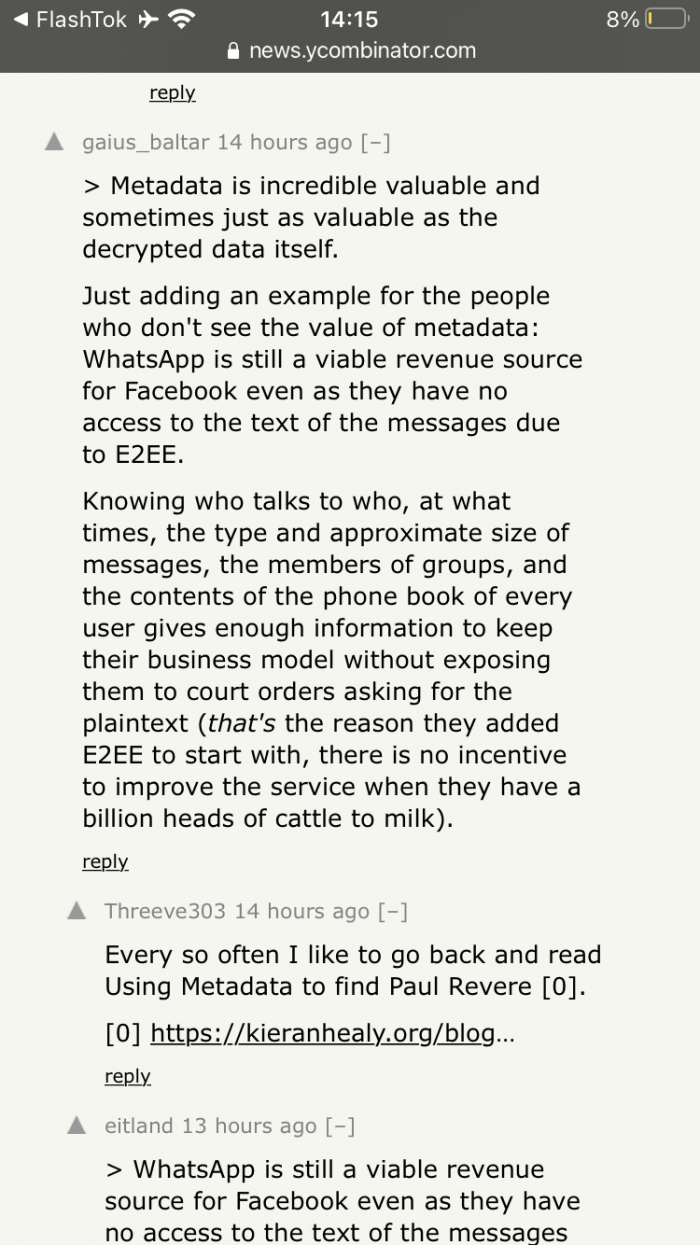 ◀ FlashTok 14:15 8%
news.ycombinator.com
reply
gaius_baltar 14 hours ago [–]
> Metadata is incredible valuable and
sometimes just as valuable as the
decrypted data itself.
Just adding an example for the people
who don't see the value of metadata:
WhatsApp is still a viable revenue source
for Facebook even as they have no
access to the text of the messages due
to E2EE.
Knowing who talks to who, at what
times, the type and approximate size of
messages, the members of groups, and
the contents of the phone book of every
user gives enough information to keep
their business model without exposing
them to court orders asking for the
plaintext (that's the reason they added
E2EE to start with, there is no incentive
to improve the service when they have a
billion heads of cattle to milk).
reply
Threeve303 14 hours ago [–]
Every so often I like to go back and read
Using Metadata to find Paul Revere [0].
[0] https://kieranhealy.org/blog...
reply
eitland 13 hours ago [–]
> WhatsApp is still a viable revenue
source for Facebook even as they have
no access to the text of the messages